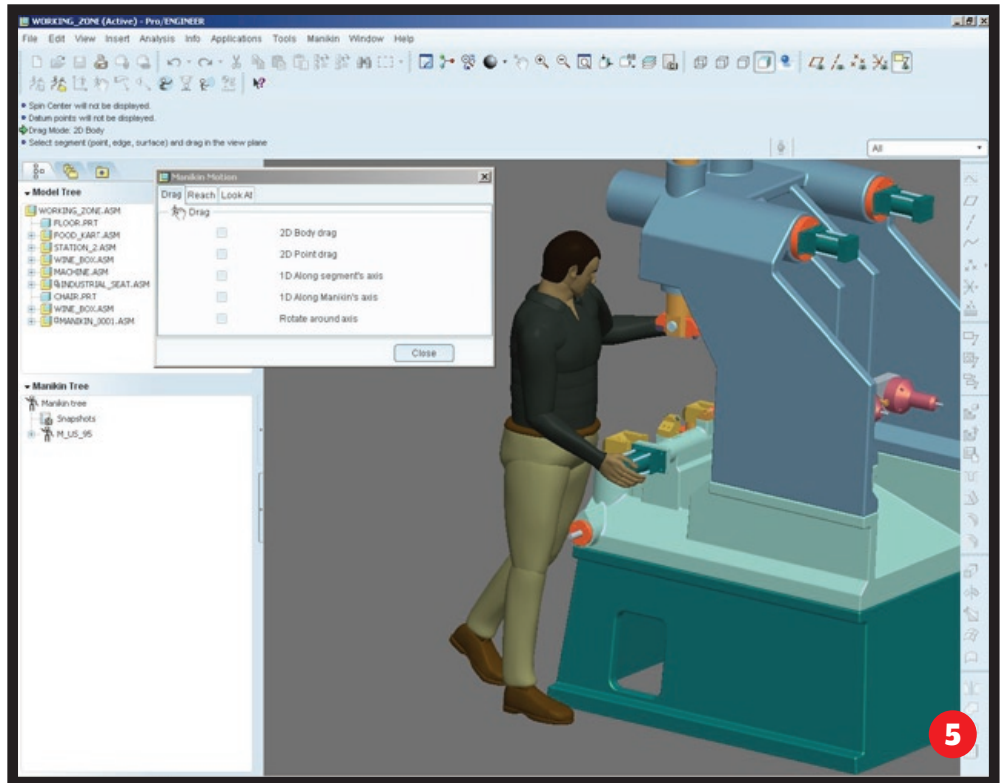 WORKING_ZONE (Active) - Pro/ENGINEER
File Edit View Insert Analysis Info Applications Tools Manikin Window Help
Spin Center will not be displayed.
Datum points will not be displayed.
Drag Mode: 2D Body
Select segment (point, edge, surface) and drag in the view plane
All
Model Tree
WORKING_ZONE.ASM
FLOOR.PRT
FOOD_KART.ASM
STATION_2.ASM
WINE_BOX.ASM
MACHINE.ASM
INDUSTRIAL_SEAT.ASM
CHAIR.PRT
WINE_BOX.ASM
MANIKIN_0001.ASM
Manikin Motion
Drag Reach Look At
Drag
2D Body drag
2D Point drag
1D Along segment's axis
1D Along Manikin's axis
Rotate around axis
Close
Manikin Tree
Manikin tree
Snapshots
M_US_95
5